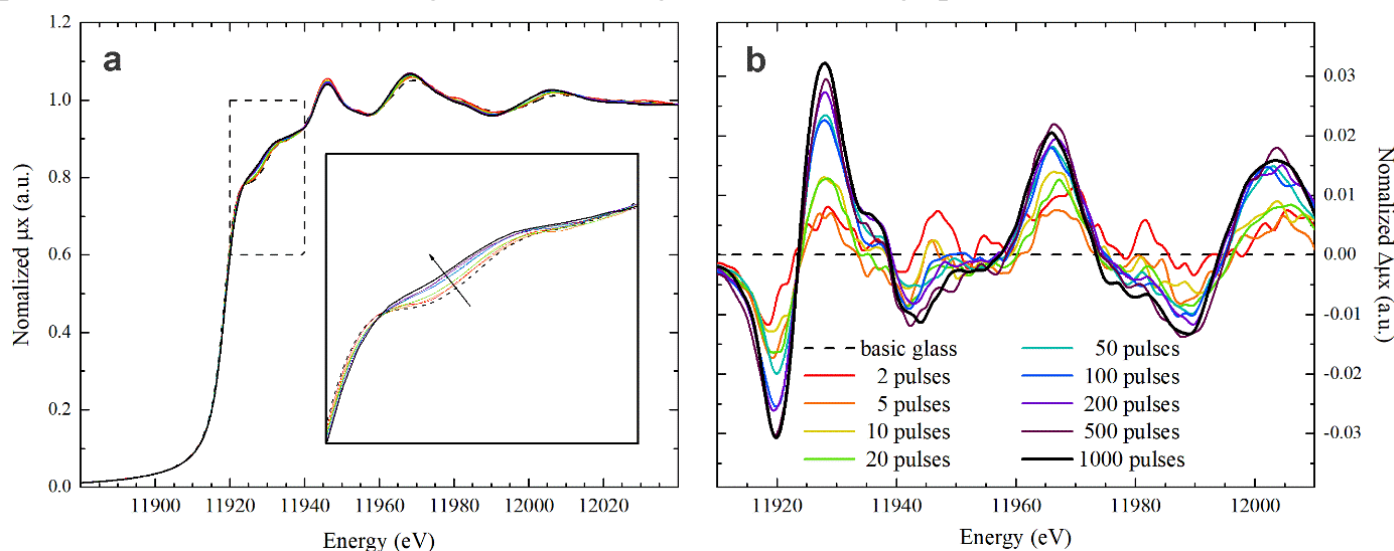 a
1.2
1.0
0.8
0.6
0.4
0.2
0.0
Nomalized μx (a.u.)
11900 11920 11940 11960 11980 12000 12020
Energy (eV)
b
0.03
0.02
0.01
0.00
-0.01
-0.02
-0.03
Nomalized Δμx (a.u.)
basic glass
2 pulses
5 pulses
10 pulses
20 pulses
50 pulses
100 pulses
200 pulses
500 pulses
1000 pulses
11920 11940 11960 11980 12000
Energy (eV)